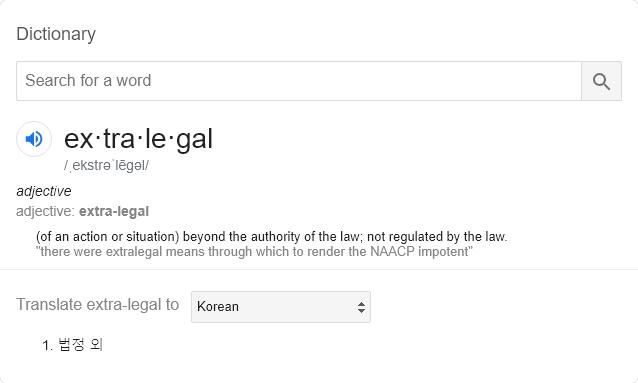 Dictionary
Search for a word
ex·tra·le·gal
/ˌekstrəˈlēɡəl/
adjective
adjective: extra-legal
(of an action or situation) beyond the authority of the law; not regulated by the law.
"there were extralegal means through which to render the NAACP impotent"
Translate extra-legal to Korean
1. 법정 외